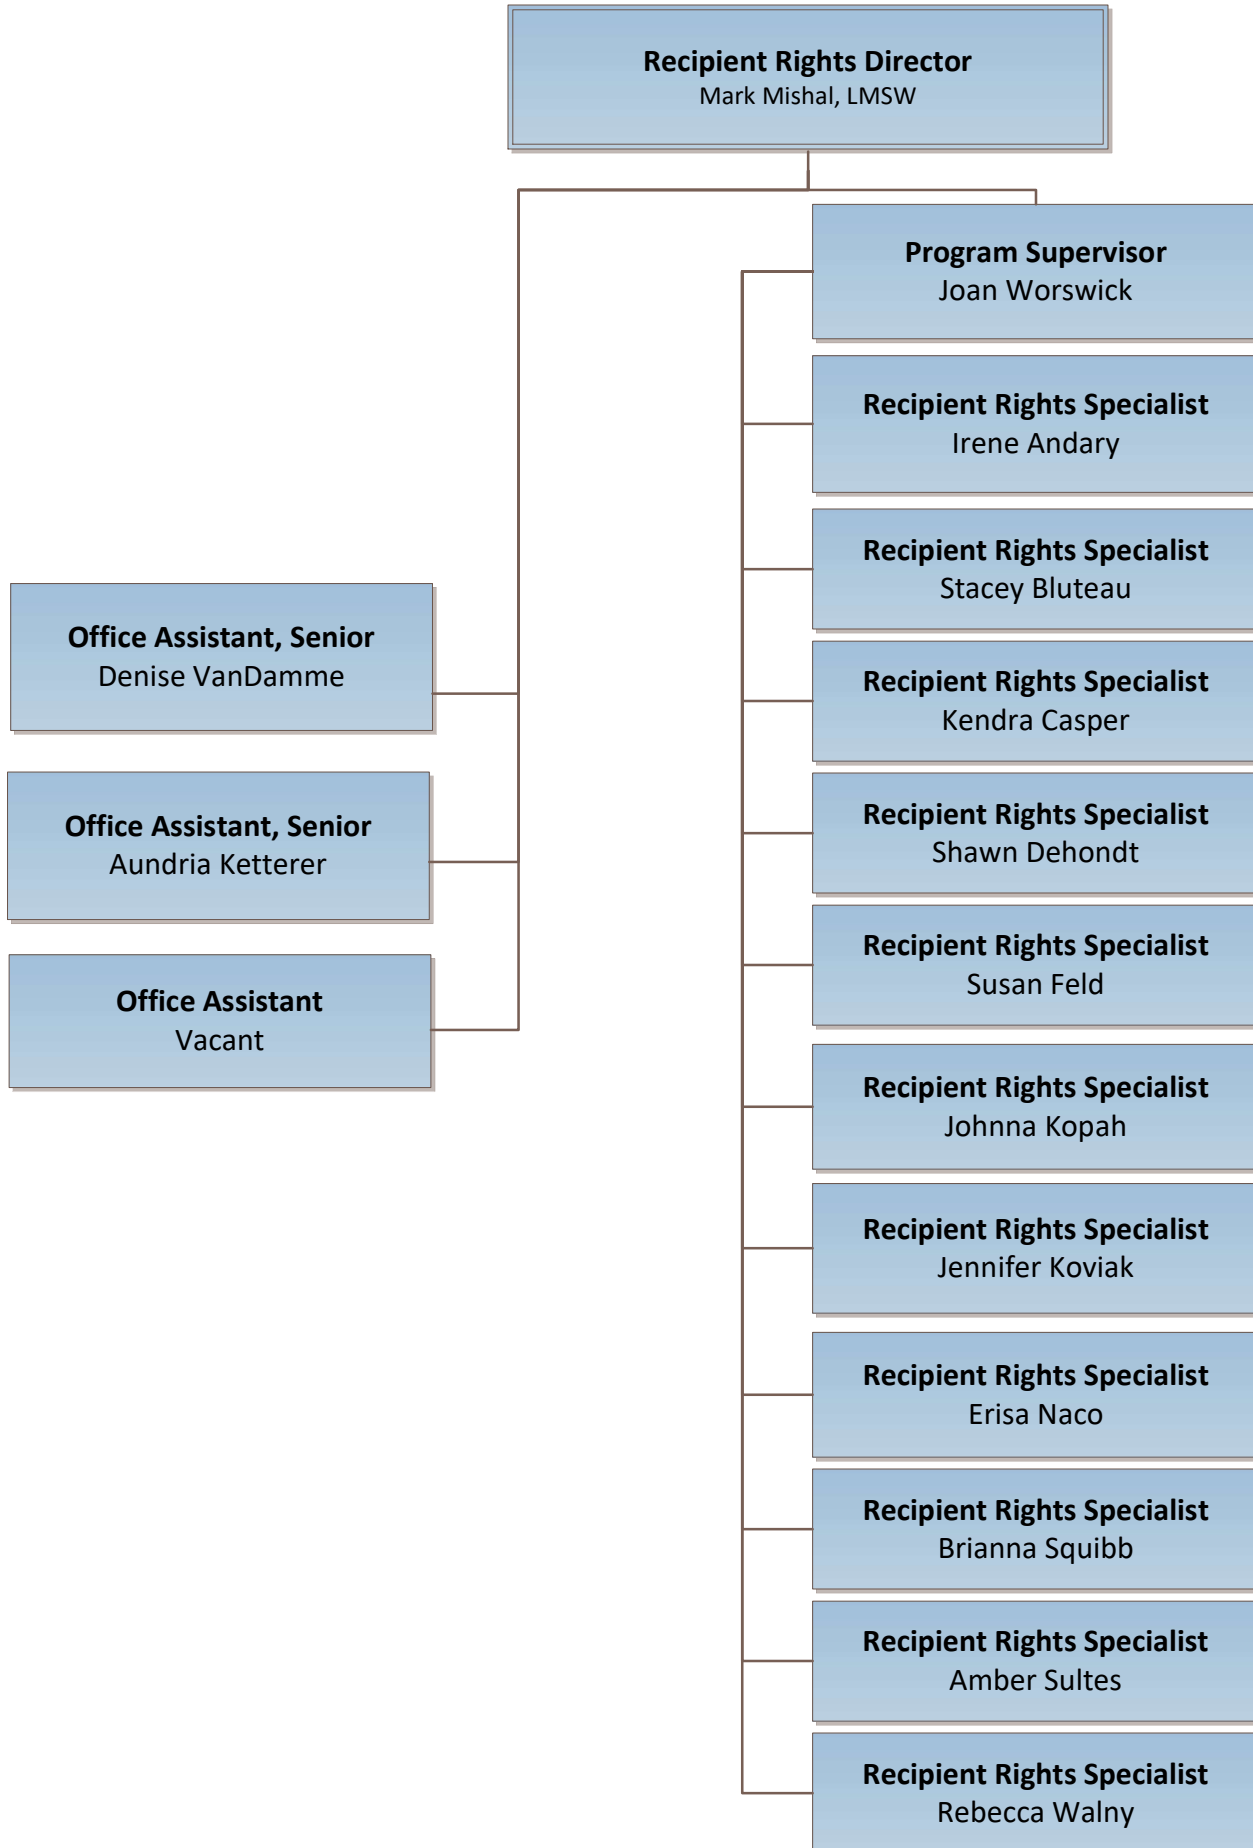 Recipient Rights Director
Mark Mishal, LMSW
Program Supervisor
Joan Worswick
Recipient Rights Specialist
Irene Andary
Recipient Rights Specialist
Stacey Bluteau
Office Assistant, Senior
Denise VanDamme
Recipient Rights Specialist
Kendra Casper
Office Assistant, Senior
Aundria Ketterer
Recipient Rights Specialist
Shawn Dehondt
Office Assistant
Vacant
Recipient Rights Specialist
Susan Feld
Recipient Rights Specialist
Johnna Kopah
Recipient Rights Specialist
Jennifer Koviak
Recipient Rights Specialist
Erisa Naco
Recipient Rights Specialist
Brianna Squibb
Recipient Rights Specialist
Amber Sultes
Recipient Rights Specialist
Rebecca Walny